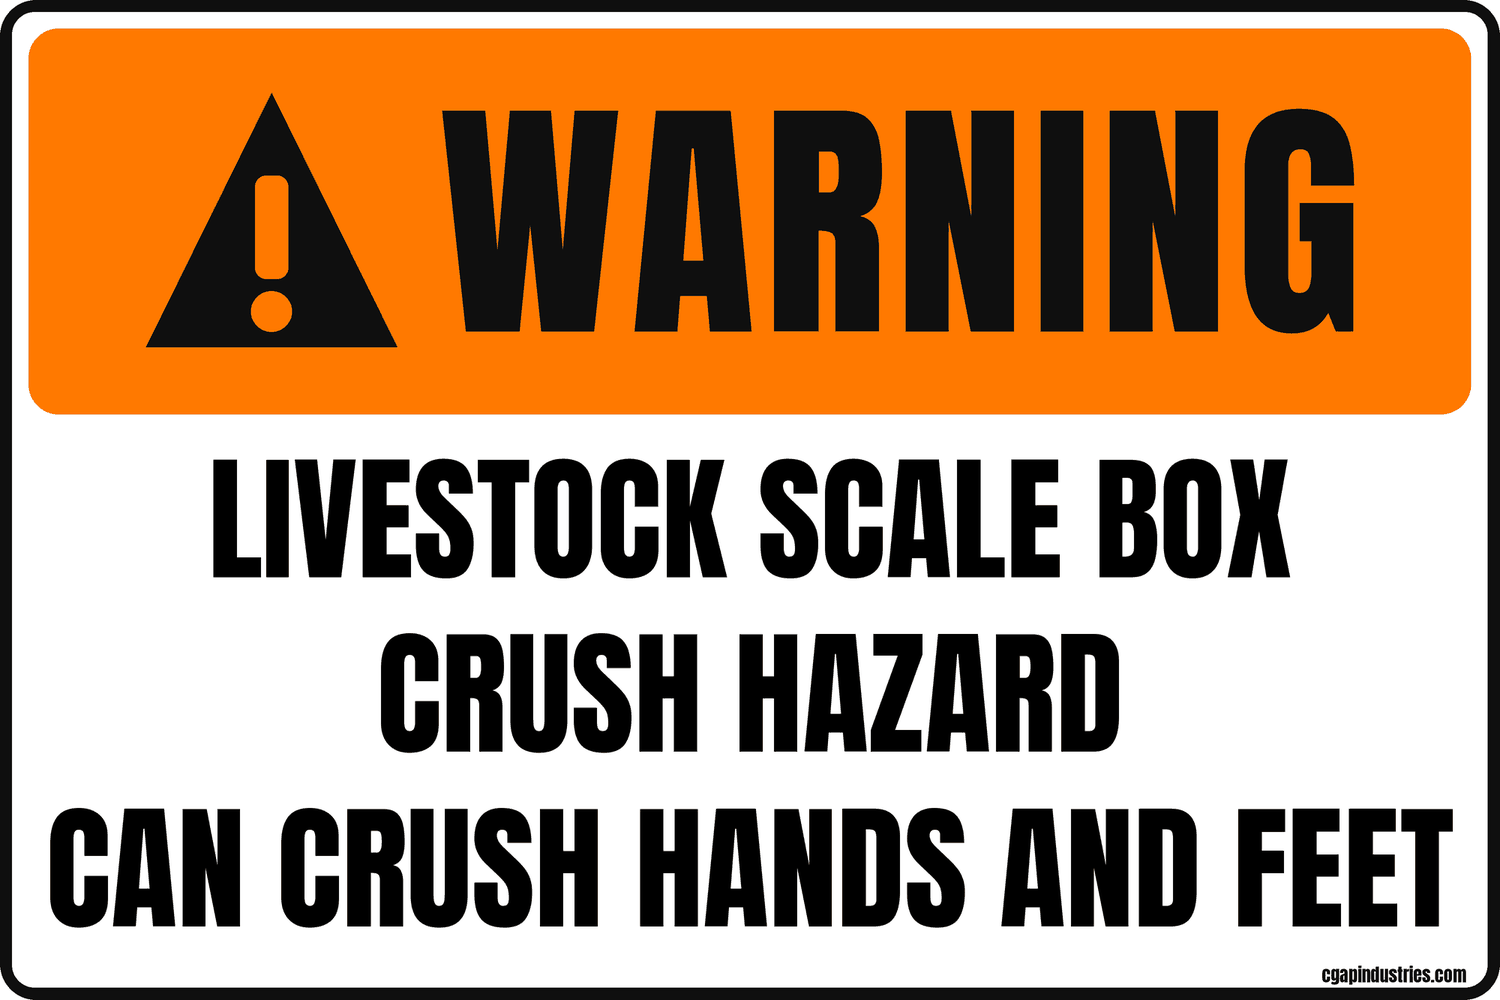 WARNING
LIVESTOCK SCALE BOX
CRUSH HAZARD
CAN CRUSH HANDS AND FEET
cgapindustries.com